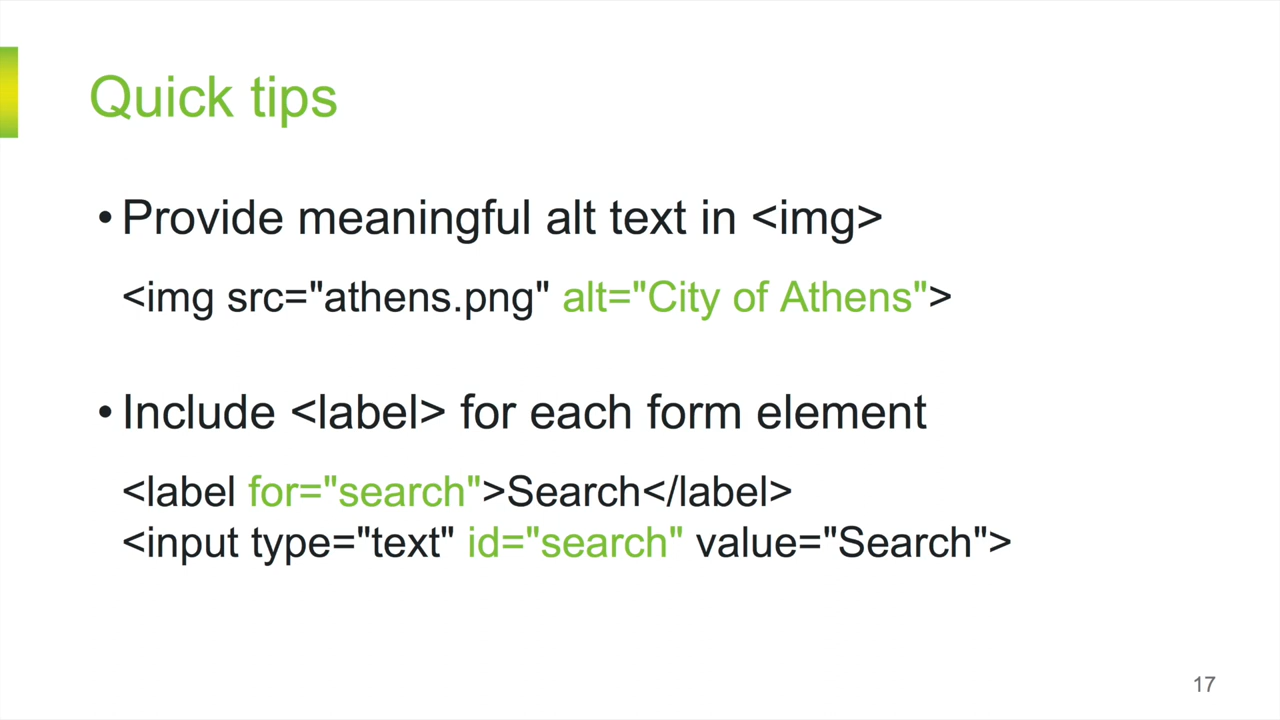 Quick tips
• Provide meaningful alt text in <img>
<img src="athens.png" alt="City of Athens">
• Include <label> for each form element
<label for="search">Search</label>
<input type="text" id="search" value="Search">
17